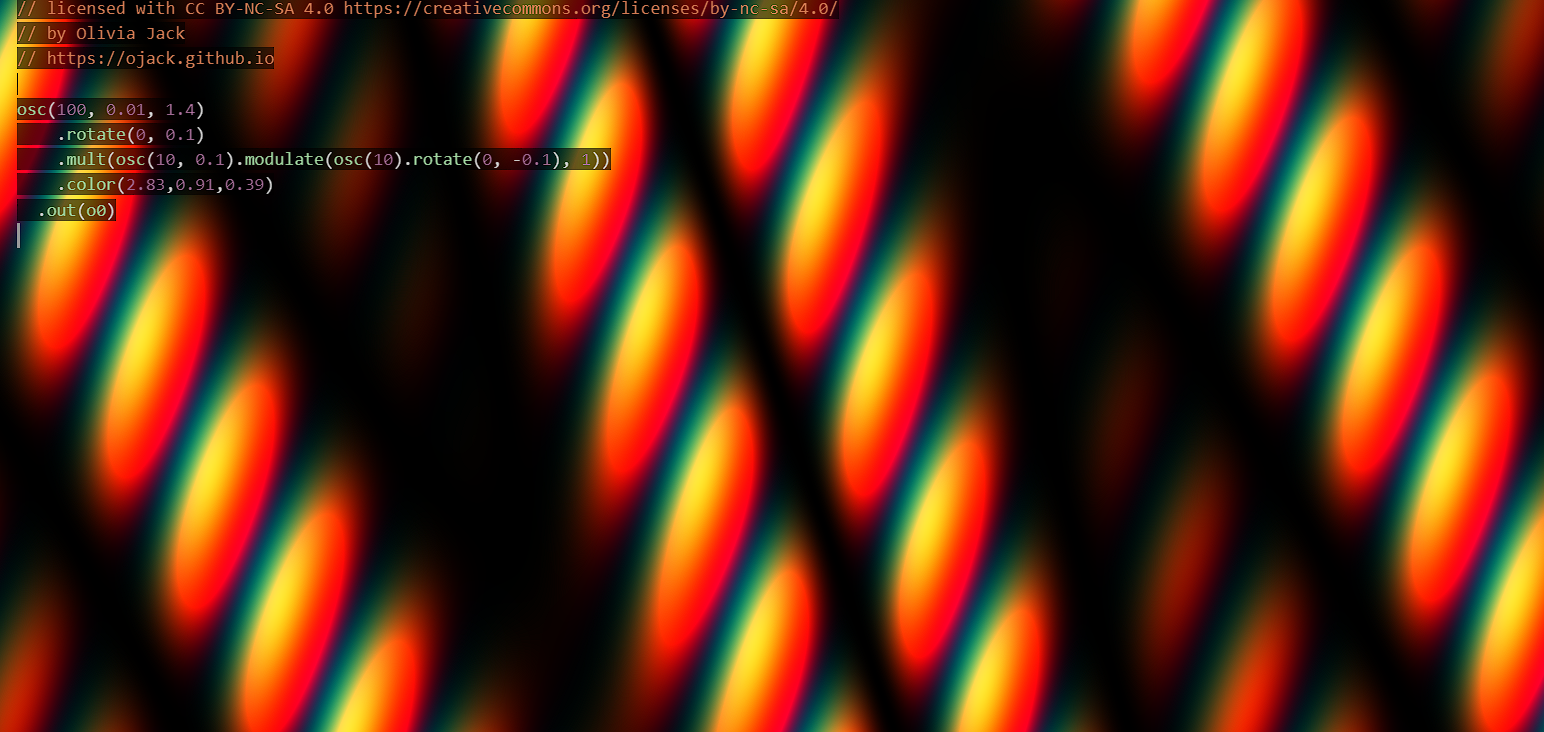 // licensed with CC BY-NC-SA 4.0 https://creativecommons.org/licenses/by-nc-sa/4.0/
// by Olivia Jack
// https://ojack.github.io

osc(100, 0.01, 1.4)
    .rotate(0, 0.1)
    .mult(osc(10, 0.1).modulate(osc(10).rotate(0, -0.1), 1))
    .color(2.83,0.91,0.39)
  .out(o0)